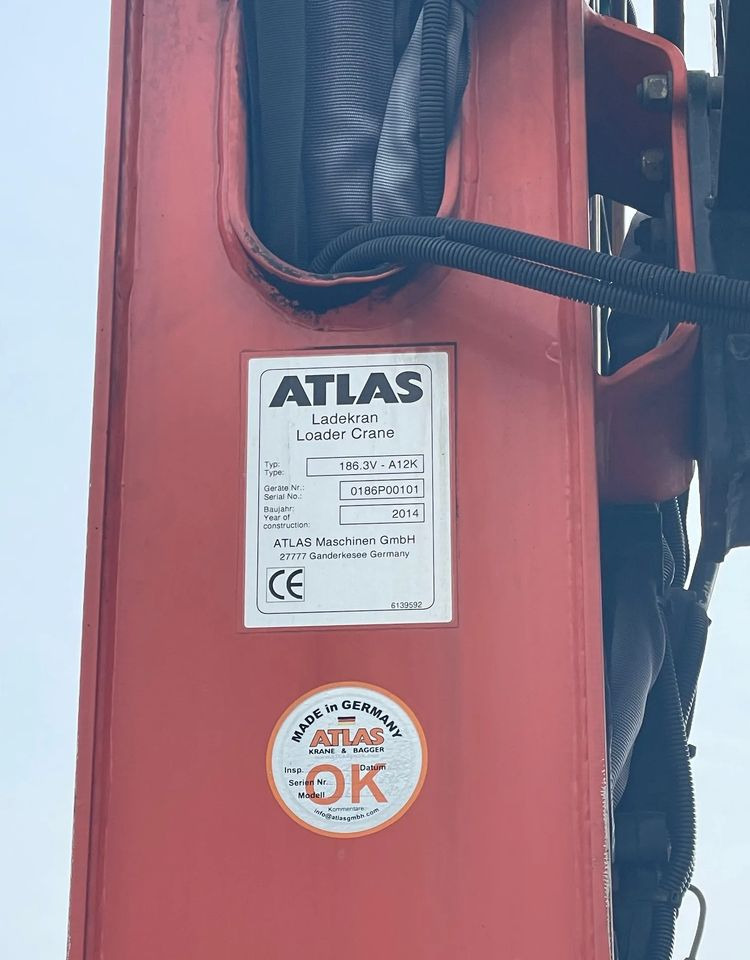 ATLAS
Ladekran
Loader Crane
Typ:
Type:
186.3V - A12K
Geräte Nr.:
Serial No.:
0186P00101
Baujahr:
Year of
construction:
2014
ATLAS Maschinen GmbH
27777 Ganderkesee Germany
CE
6139592
MADE in GERMANY
ATLAS
KRANE & BAGGER
Insp. Datum
OK
Serien Nr.
Modell
Kommentare:
info@atlasgmbh.com